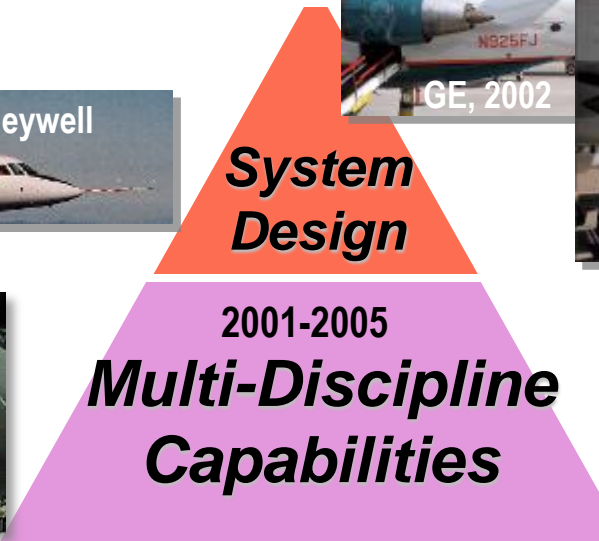 N925FJ
GE, 2002
eywell
System
Design
2001-2005
Multi-Discipline
Capabilities